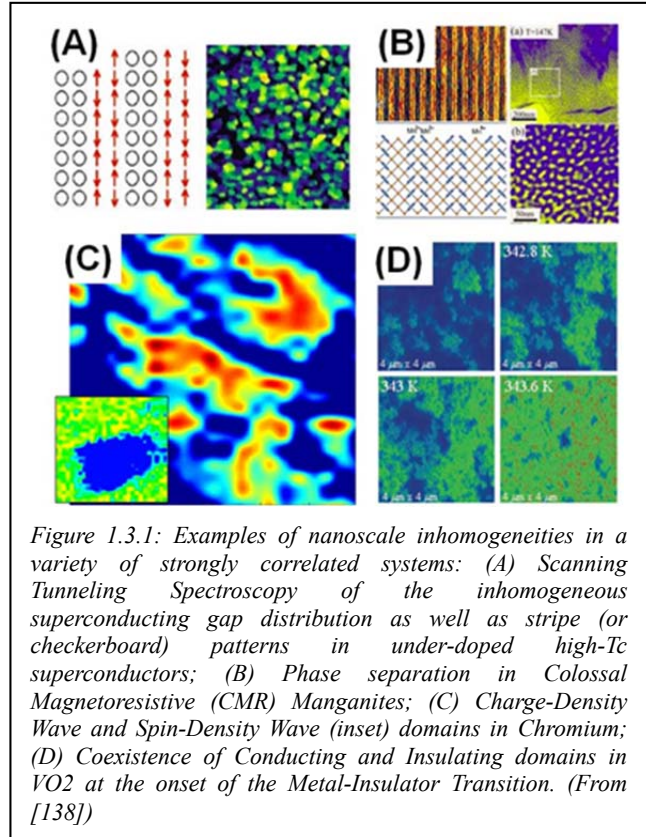 (A)
(B)
(a) T=147K
200nm
(b)
50nm
(C)
(D)
342.8 K
4 μm x 4 μm
4 μm x 4 μm
343 K
343.6 K
4 μm x 4 μm
4 μm x 4 μm
Figure 1.3.1: Examples of nanoscale inhomogeneities in a
variety of strongly correlated systems: (A) Scanning
Tunneling Spectroscopy of the inhomogeneous
superconducting gap distribution as well as stripe (or
checkerboard) patterns in under-doped high-Tc
superconductors; (B) Phase separation in Colossal
Magnetoresistive (CMR) Manganites; (C) Charge-Density
Wave and Spin-Density Wave (inset) domains in Chromium;
(D) Coexistence of Conducting and Insulating domains in
VO2 at the onset of the Metal-Insulator Transition. (From
[138])